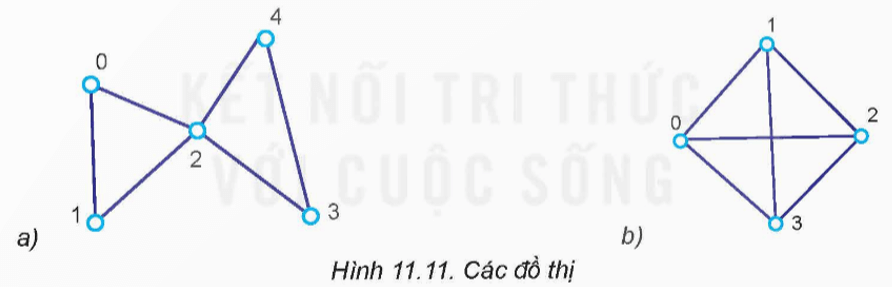 4
1
0
KẾT NỐI TRI THỨC
2
0
2
VỚI CUỘC SỐNG
1
3
3
a)
b)
Hình 11.11. Các đồ thị